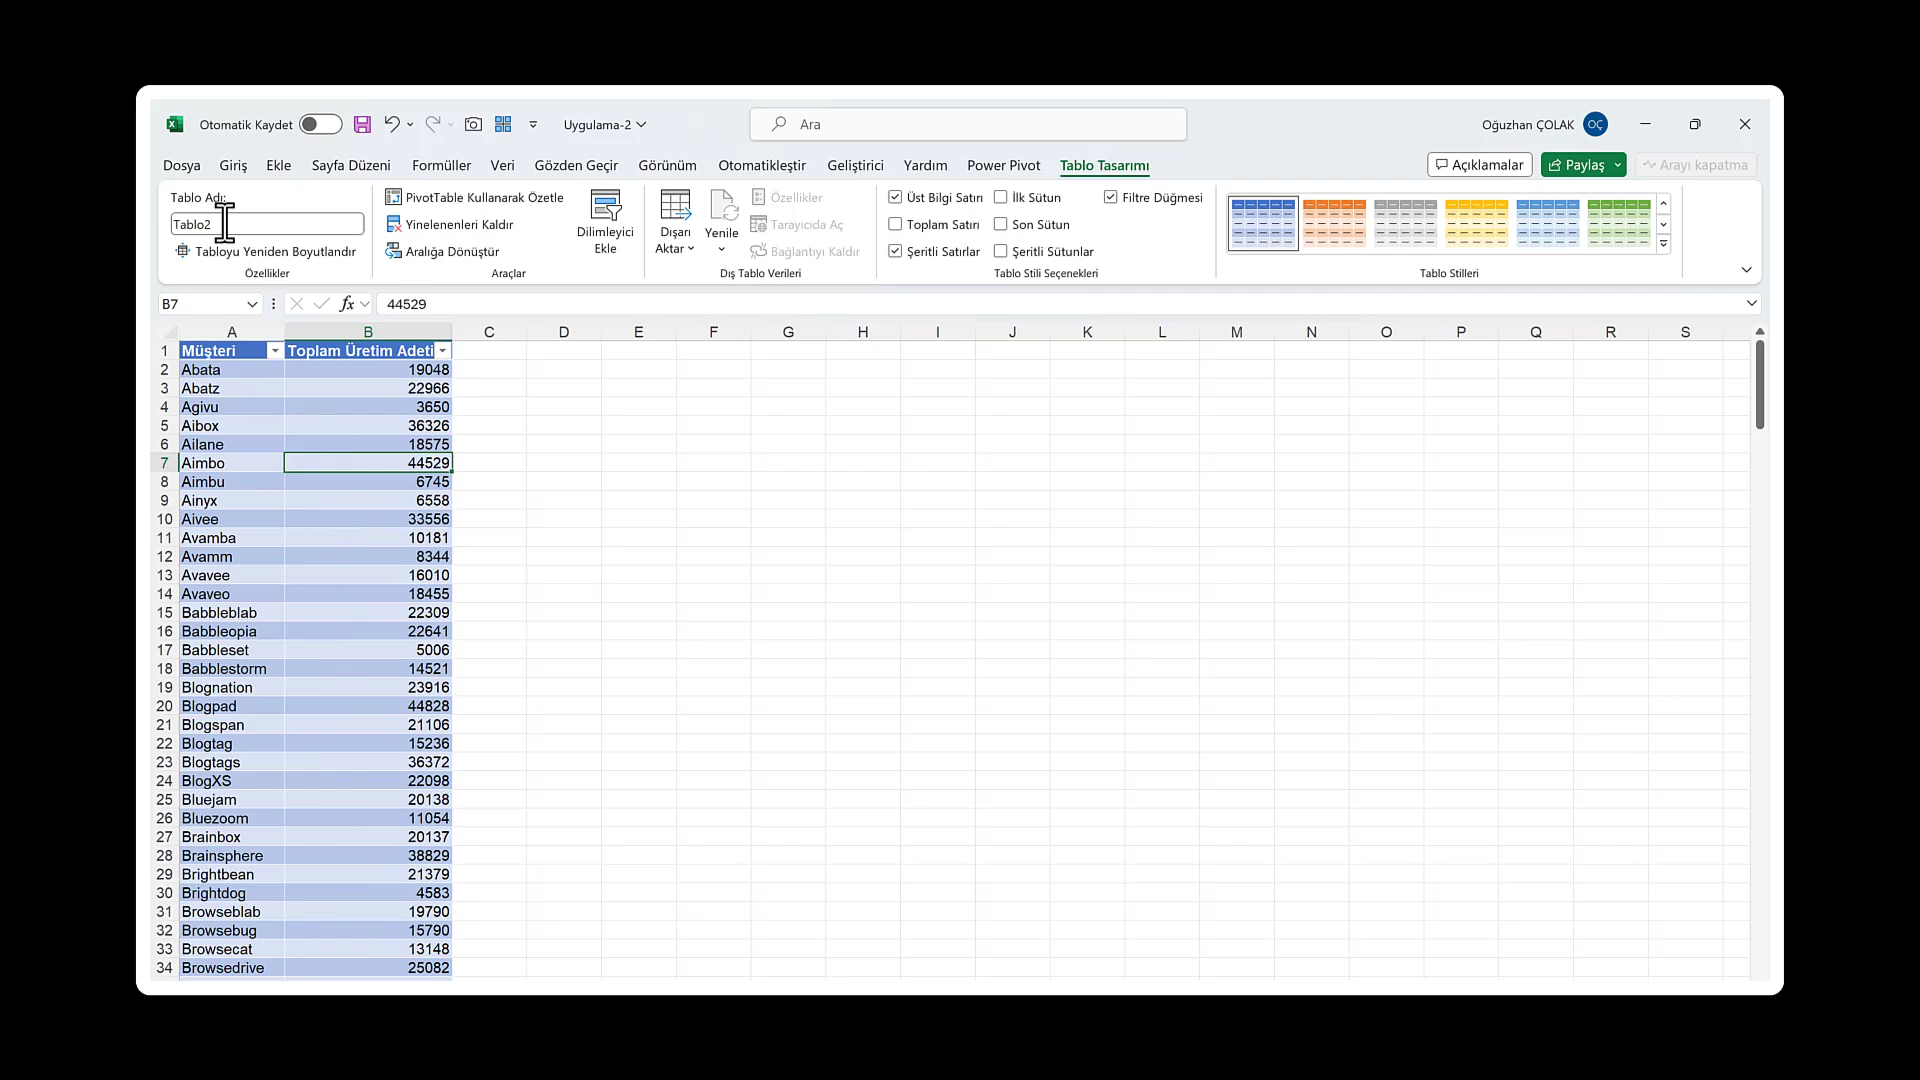 Otomatik Kaydet Uygulama-2 Ara Oğuzhan ÇOLAK OÇ
Dosya Giriş Ekle Sayfa Düzeni Formüller Veri Gözden Geçir Görünüm Otomatikleştir Geliştirici Yardım Power Pivot Tablo Tasarımı Açıklamalar Paylaş Arayı kapatma
Tablo Adı: PivotTable Kullanarak Özetle Özellikler Üst Bilgi Satırı İlk Sütun Filtre Düğmesi
Tablo2 Yinelenenleri Kaldır Dilimleyici Ekle Dışarı Aktar Yenile Tarayıcıda Aç Toplam Satırı Son Sütun
Tabloyu Yeniden Boyutlandır Aralığa Dönüştür Bağlantıyı Kaldır Şeritli Satırlar Şeritli Sütunlar
Özellikler Araçlar Dış Tablo Verileri Tablo Stili Seçenekleri Tablo Stilleri
B7 fx 44529
A B C D E F G H I J K L M N O P Q R S
1 Müşteri Toplam Üretim Adeti
2 Abata 19048
3 Abatz 22966
4 Agivu 3650
5 Aibox 36326
6 Ailane 18575
7 Aimbo 44529
8 Aimbu 6745
9 Ainyx 6558
10 Aivee 33556
11 Avamba 10181
12 Avamm 8344
13 Avavee 16010
14 Avaveo 18455
15 Babbleblab 22309
16 Babbleopia 22641
17 Babbleset 5006
18 Babblestorm 14521
19 Blognation 23916
20 Blogpad 44828
21 Blogspan 21106
22 Blogtag 15236
23 Blogtags 36372
24 BlogXS 22098
25 Bluejam 20138
26 Bluezoom 11054
27 Brainbox 20137
28 Brainsphere 38829
29 Brightbean 21379
30 Brightdog 4583
31 Browseblab 19790
32 Browsebug 15790
33 Browsecat 13148
34 Browsedrive 25082